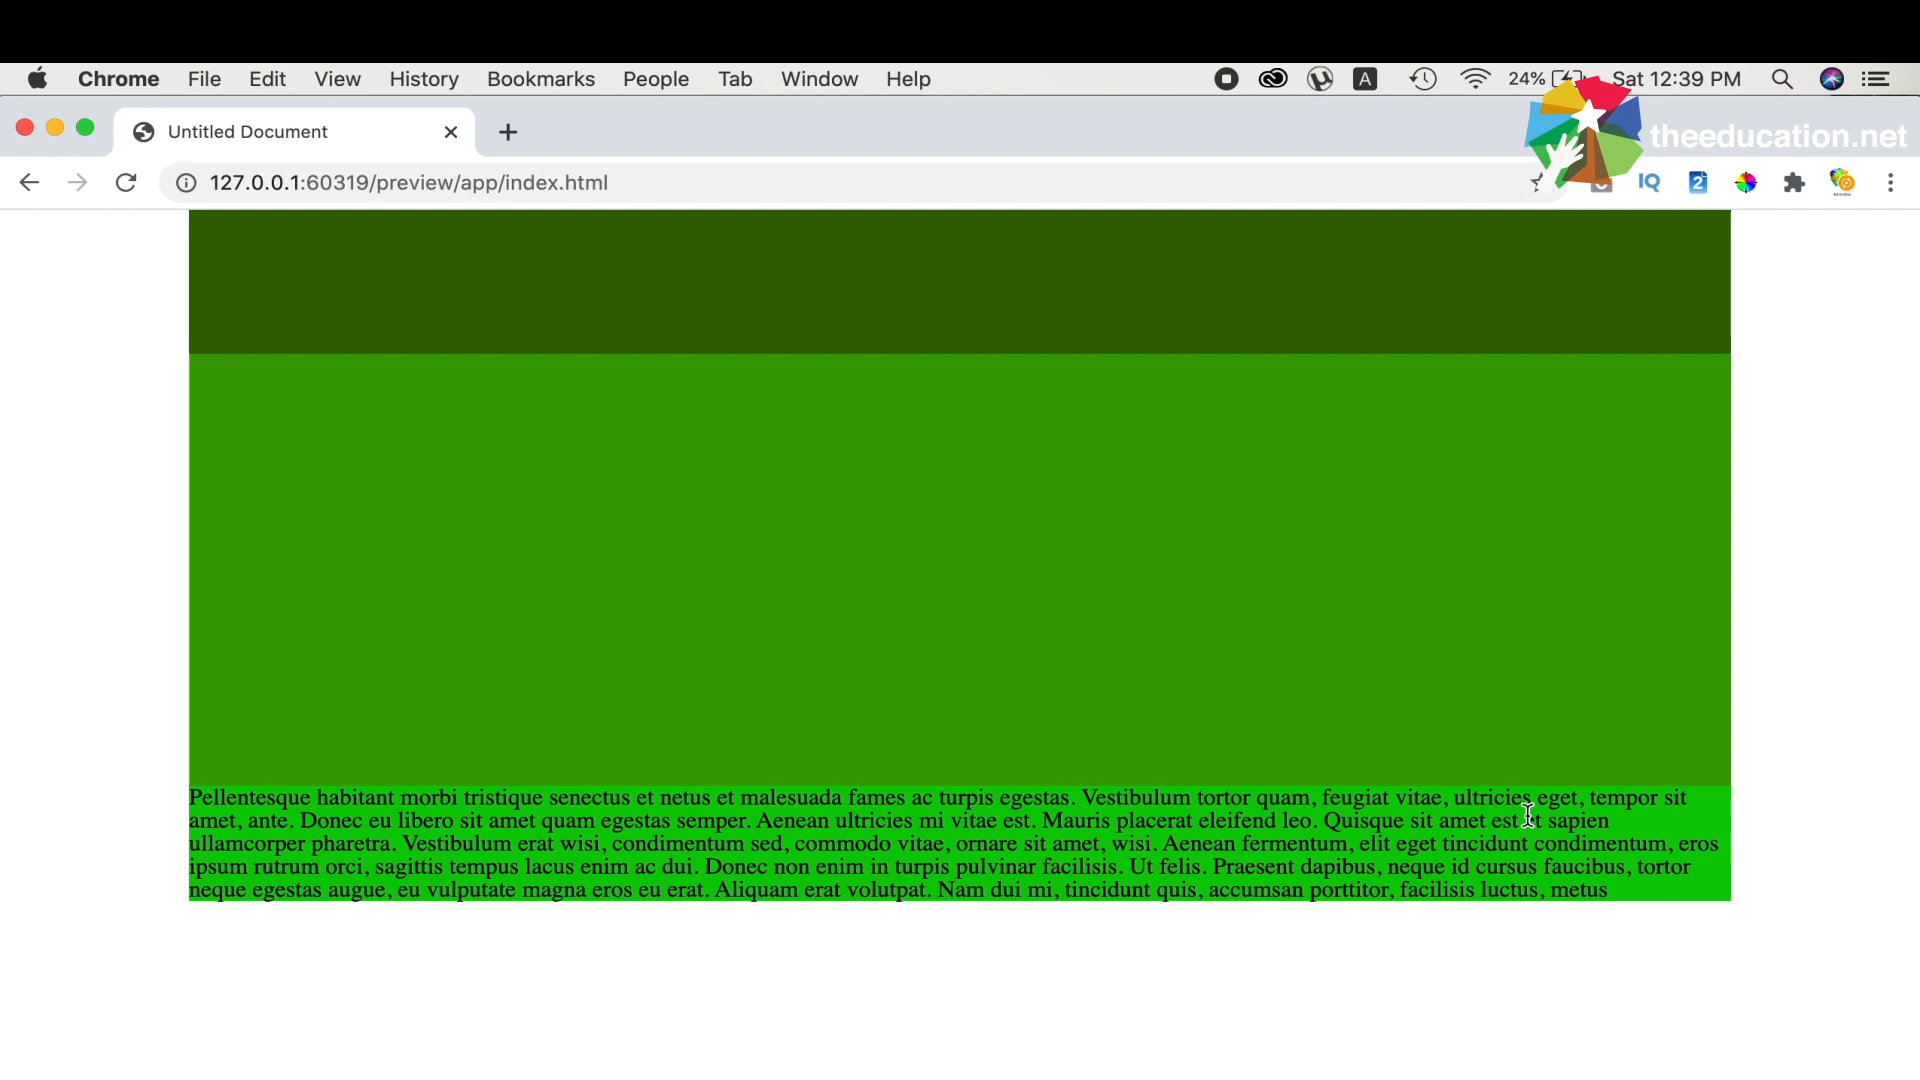 Chrome File Edit View History Bookmarks People Tab Window Help A 24% Sat 12:39 PM
Untitled Document
theeducation.net
127.0.0.1:60319/preview/app/index.html IQ 2
Pellentesque habitant morbi tristique senectus et netus et malesuada fames ac turpis egestas. Vestibulum tortor quam, feugiat vitae, ultricies eget, tempor sit
amet, ante. Donec eu libero sit amet quam egestas semper. Aenean ultricies mi vitae est. Mauris placerat eleifend leo. Quisque sit amet est et sapien
ullamcorper pharetra. Vestibulum erat wisi, condimentum sed, commodo vitae, ornare sit amet, wisi. Aenean fermentum, elit eget tincidunt condimentum, eros
ipsum rutrum orci, sagittis tempus lacus enim ac dui. Donec non enim in turpis pulvinar facilisis. Ut felis. Praesent dapibus, neque id cursus faucibus, tortor
neque egestas augue, eu vulputate magna eros eu erat. Aliquam erat volutpat. Nam dui mi, tincidunt quis, accumsan porttitor, facilisis luctus, metus